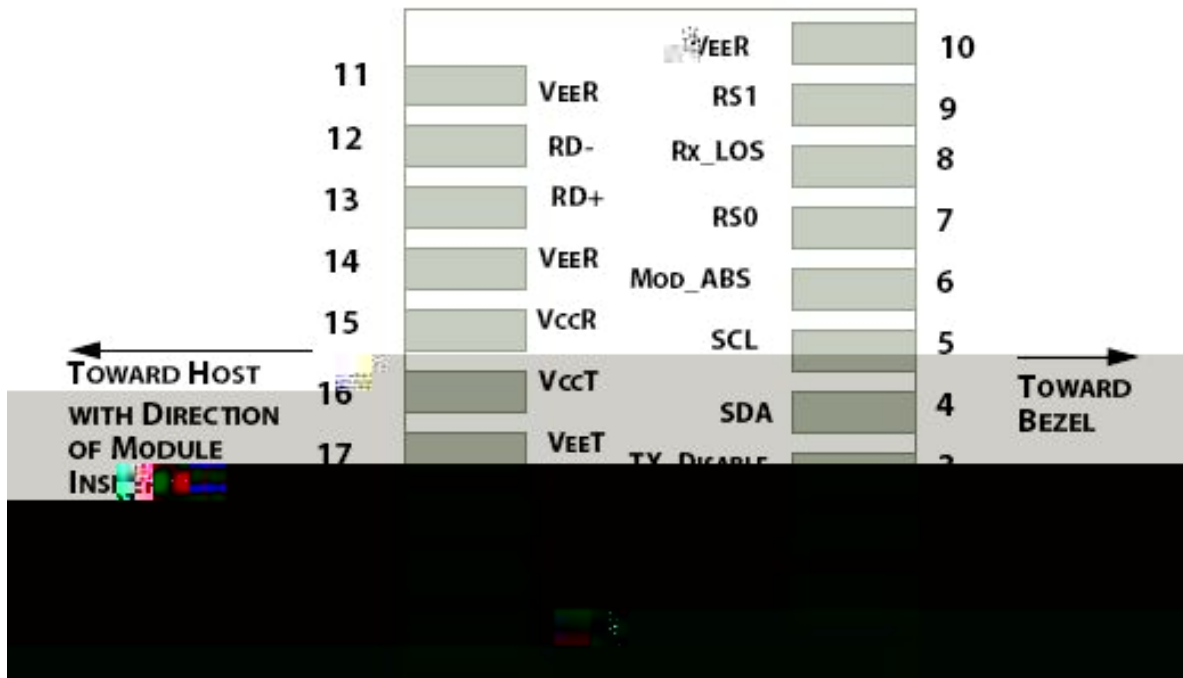 VEER 10
11 VEER RS1 9
12 RD- RX_LOS 8
13 RD+ RS0 7
14 VEER MOD_ABS 6
15 VCCR SCL 5
TOWARD HOST
WITH DIRECTION
OF MODULE
16 VCCT SDA 4
17 VEET TX_DISABLE
TOWARD
BEZEL